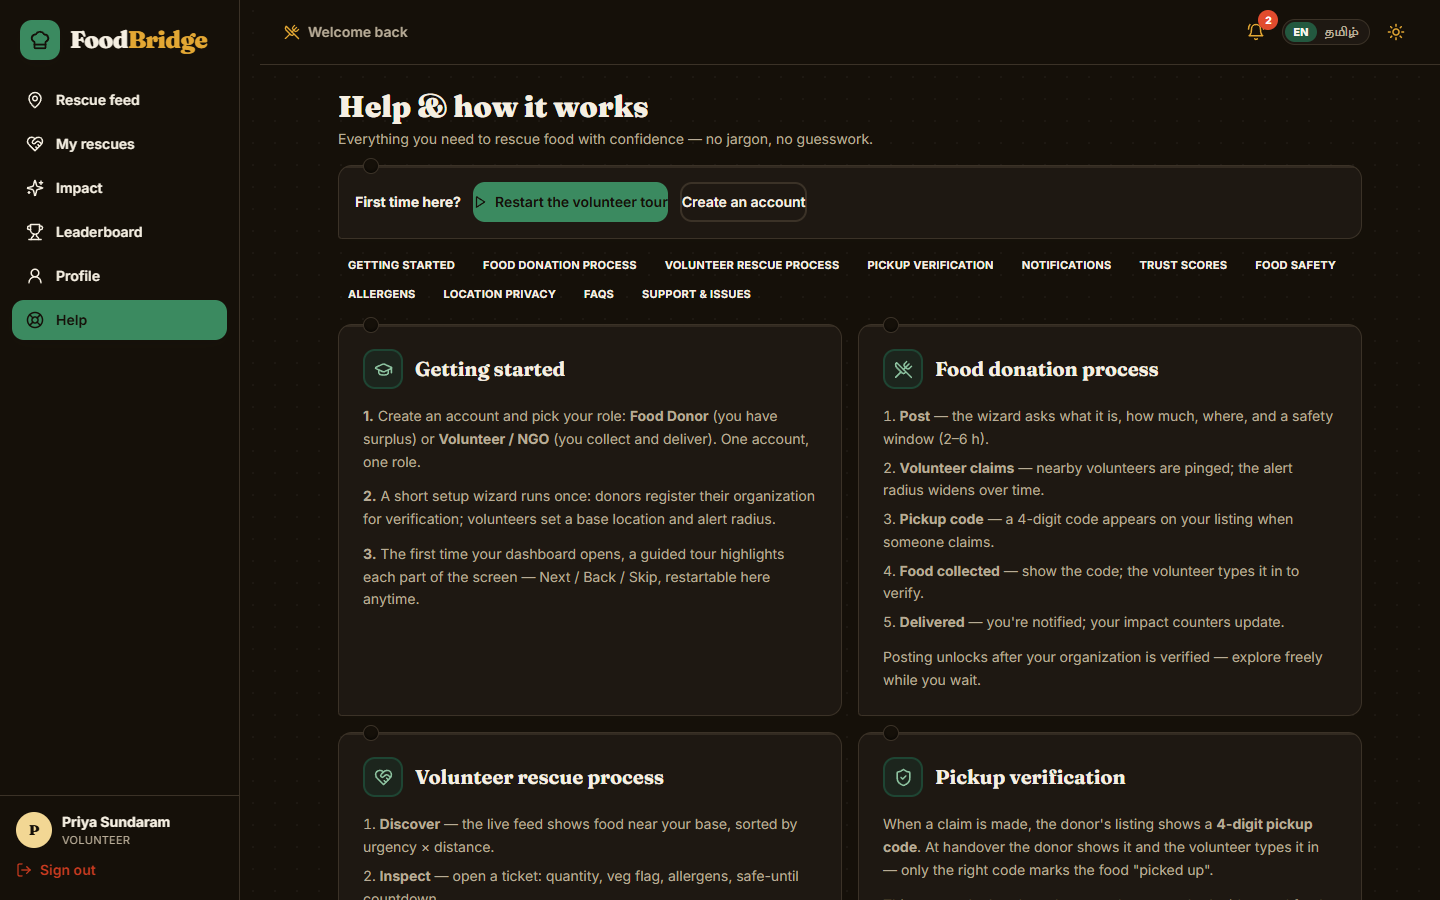 FoodBridge
Rescue feed
My rescues
Impact
Leaderboard
Profile
Help
Priya Sundaram
P
VOLUNTEER
Sign out
Welcome back
2
EN
தமிழ்
Help & how it works
Everything you need to rescue food with confidence — no jargon, no guesswork.
First time here?
Restart the volunteer tour
Create an account
GETTING STARTED
FOOD DONATION PROCESS
VOLUNTEER RESCUE PROCESS
PICKUP VERIFICATION
NOTIFICATIONS
TRUST SCORES
FOOD SAFETY
ALLERGENS
LOCATION PRIVACY
FAQS
SUPPORT & ISSUES
Getting started
1. Create an account and pick your role: Food Donor (you have
surplus) or Volunteer / NGO (you collect and deliver). One account,
one role.
2. A short setup wizard runs once: donors register their organization
for verification; volunteers set a base location and alert radius.
3. The first time your dashboard opens, a guided tour highlights
each part of the screen — Next / Back / Skip, restartable here
anytime.
Food donation process
1. Post — the wizard asks what it is, how much, where, and a safety
window (2–6 h).
2. Volunteer claims — nearby volunteers are pinged; the alert
radius widens over time.
3. Pickup code — a 4-digit code appears on your listing when
someone claims.
4. Food collected — show the code; the volunteer types it in to
verify.
5. Delivered — you're notified; your impact counters update.
Posting unlocks after your organization is verified — explore freely
while you wait.
Volunteer rescue process
1. Discover — the live feed shows food near your base, sorted by
urgency × distance.
2. Inspect — open a ticket: quantity, veg flag, allergens, safe-until
countdown.
Pickup verification
When a claim is made, the donor's listing shows a 4-digit pickup
code. At handover the donor shows it and the volunteer types it in
— only the right code marks the food "picked up".